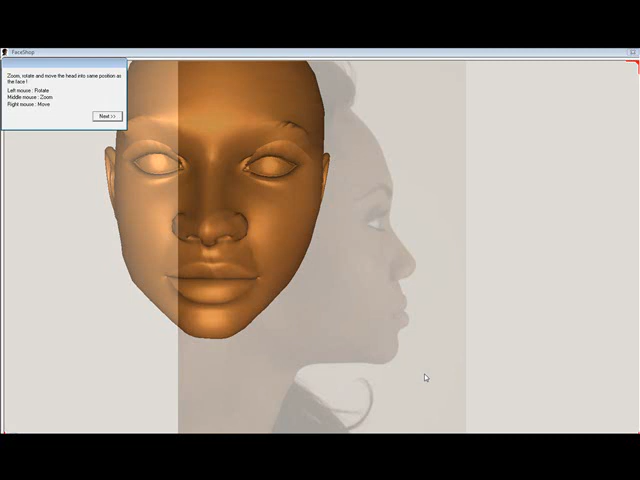 FaceShop
Zoom, rotate and move the head into same position as
the face !
Left mouse : Rotate
Middle mouse : Zoom
Right mouse : Move
Next >>